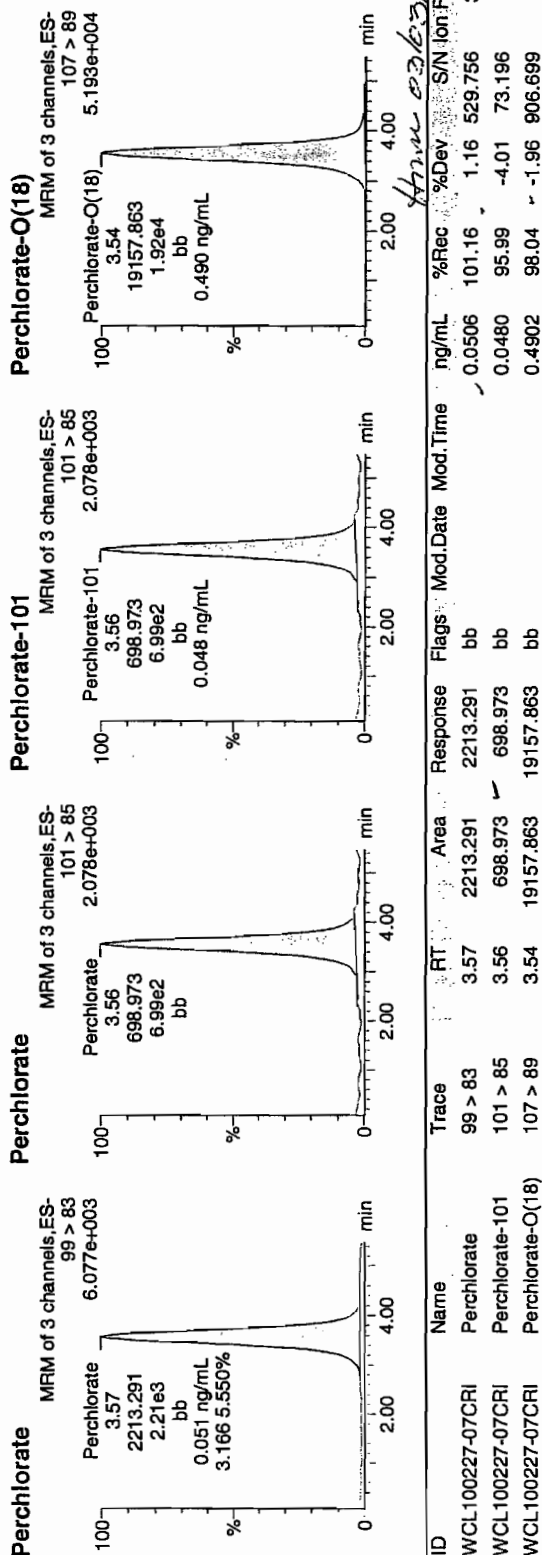 Perchlorate
MRM of 3 channels,ES-
99 > 83
6.077e+003
100
%
0
Perchlorate
3.57
2213.291
2.21e3
bb
0.051 ng/mL
3.166 5.550%
2.00
4.00
min
Perchlorate
MRM of 3 channels,ES-
101 > 85
2.078e+003
100
%
0
Perchlorate
3.56
698.973
6.99e2
bb
2.00
4.00
min
Perchlorate-101
MRM of 3 channels,ES-
101 > 85
2.078e+003
100
%
0
Perchlorate-101
3.56
698.973
6.99e2
bb
0.048 ng/mL
2.00
4.00
min
Perchlorate-O(18)
MRM of 3 channels,ES-
107 > 89
5.193e+004
100
%
0
Perchlorate-O(18)
3.54
19157.863
1.92e4
bb
0.490 ng/mL
2.00
4.00
min
ID Name Trace RT Area Response Flags Mod.Date Mod.Time ng/mL %Rec %Dev S/N Ion
WCL100227-07CRI Perchlorate 99 > 83 3.57 2213.291 2213.291 bb 0.0506 101.16 1.16 529.756
WCL100227-07CRI Perchlorate-101 101 > 85 3.56 698.973 698.973 bb 0.0480 95.99 -4.01 73.196
WCL100227-07CRI Perchlorate-O(18) 107 > 89 3.54 19157.863 19157.863 bb 0.4902 98.04 -1.96 906.699